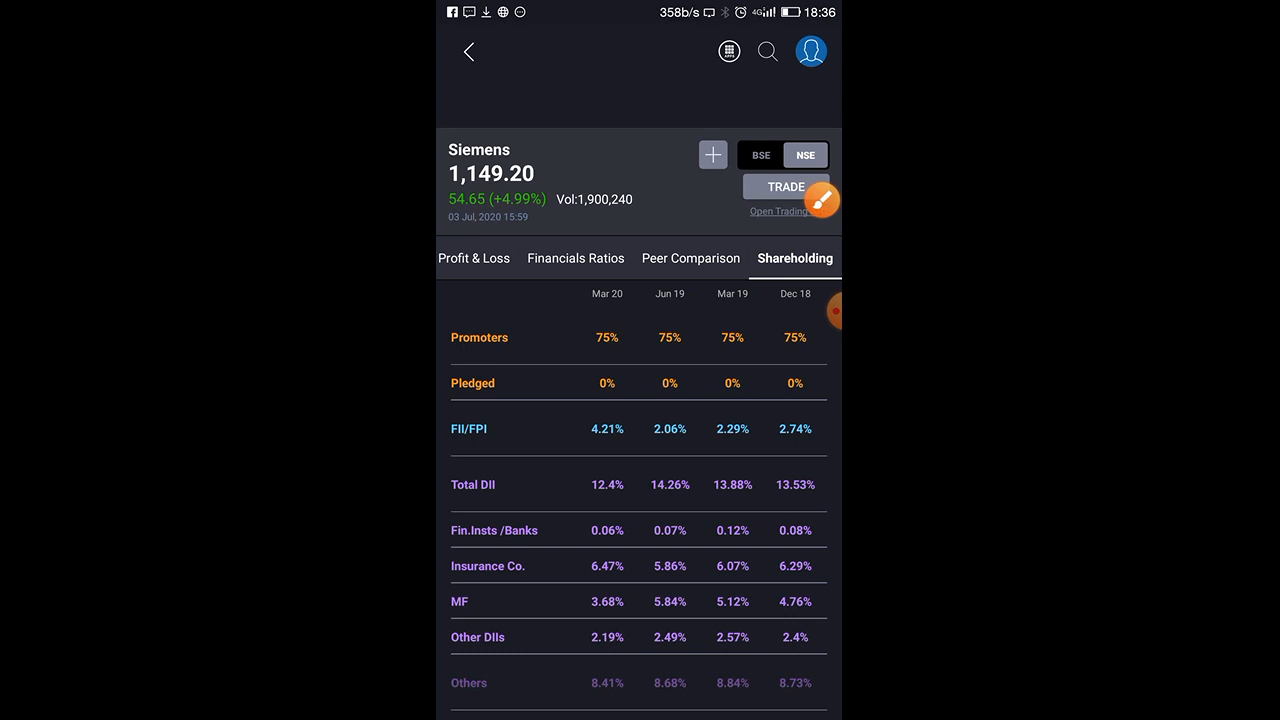 358b/s 4G 18:36
APPS
Siemens
1,149.20
54.65 (+4.99%) Vol:1,900,240
03 Jul, 2020 15:59
BSE NSE
TRADE
Open Trading
Profit & Loss Financials Ratios Peer Comparison Shareholding
Mar 20 Jun 19 Mar 19 Dec 18
Promoters 75% 75% 75% 75%
Pledged 0% 0% 0% 0%
FII/FPI 4.21% 2.06% 2.29% 2.74%
Total DII 12.4% 14.26% 13.88% 13.53%
Fin.Insts /Banks 0.06% 0.07% 0.12% 0.08%
Insurance Co. 6.47% 5.86% 6.07% 6.29%
MF 3.68% 5.84% 5.12% 4.76%
Other DIIs 2.19% 2.49% 2.57% 2.4%
Others 8.41% 8.68% 8.84% 8.73%